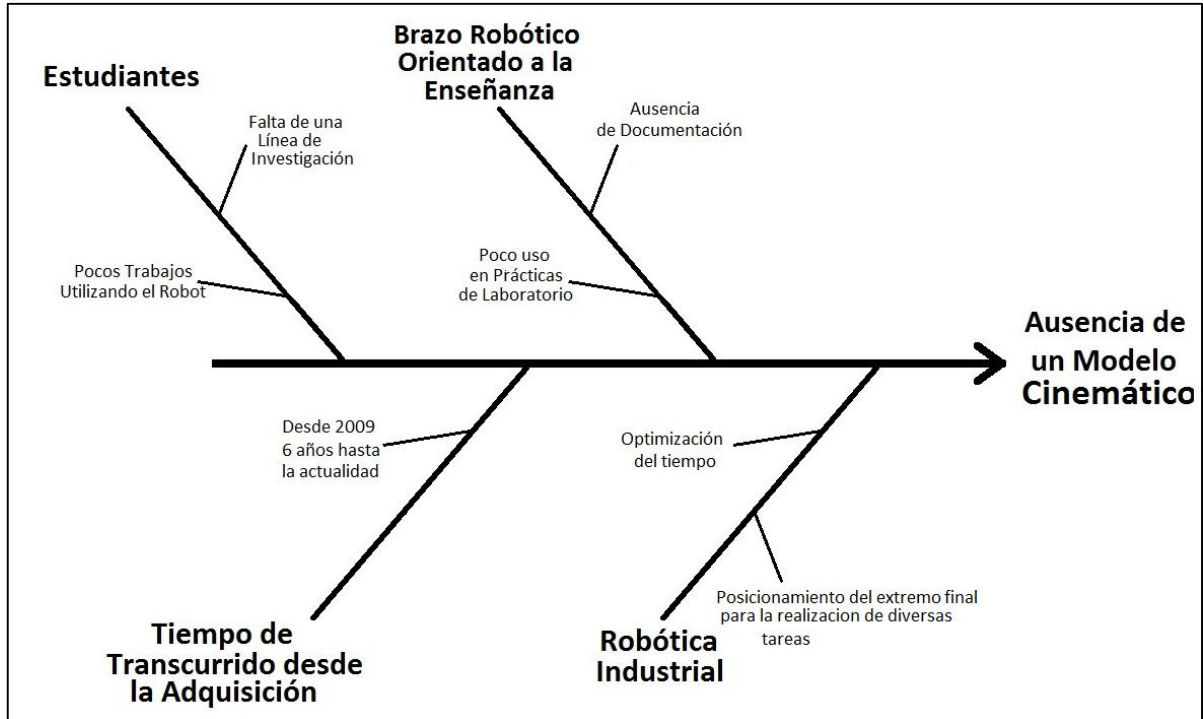 Estudiantes
Falta de una
Línea de
Investigación
Pocos Trabajos
Utilizando el Robot
Brazo Robótico
Orientado a la
Enseñanza
Ausencia
de Documentación
Poco uso
en Prácticas
de Laboratorio
Ausencia de
un Modelo
Cinemático
Desde 2009
6 años hasta
la actualidad
Tiempo de
Transcurrido desde
la Adquisición
Optimización
del tiempo
Posicionamiento del extremo final
para la realizacion de diversas
tareas
Robótica
Industrial